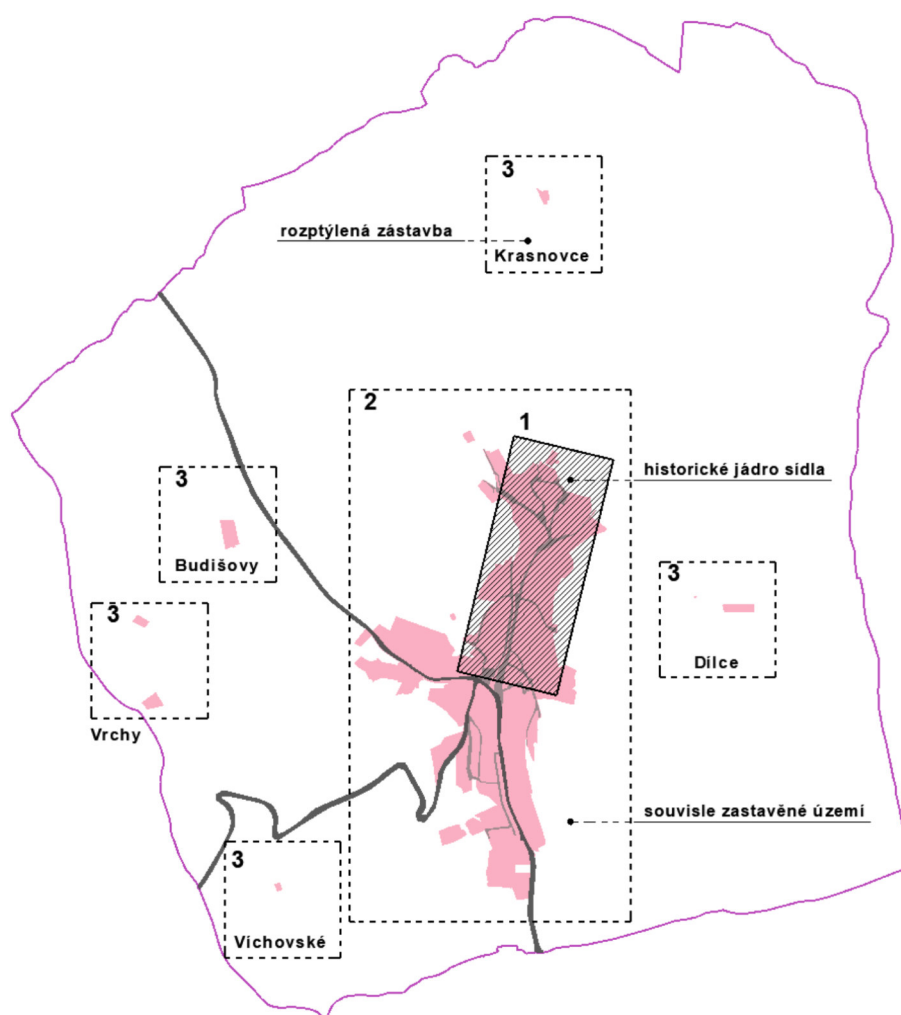 3
rozptýlená zástavba
Krasnovce
2
1
historické jádro sídla
3
Budišovy
3
Dílce
3
Vrchy
souvisle zastavěné území
3
Víchovské